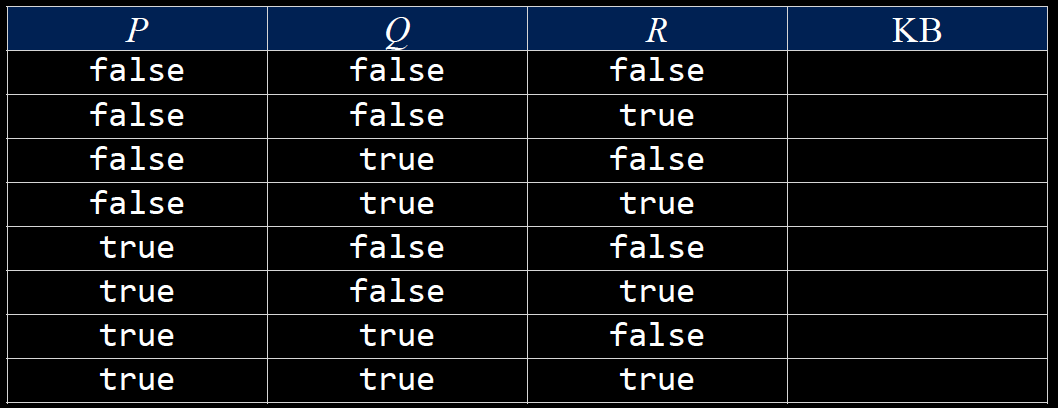 P Q R KB
false false false
false false true
false true false
false true true
true false false
true false true
true true false
true true true